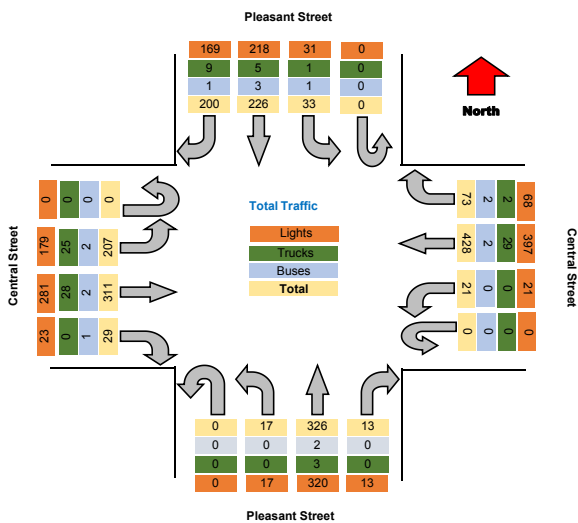 Pleasant Street
169 218 31 0
9 5 1 0
1 3 1 0
200 226 33 0
North
Central Street
0 0 0 0
179 25 2 207
281 28 2 311
23 0 1 29
Total Traffic
Lights
Trucks
Buses
Total
73 2 2 68
428 2 29 397
21 0 0 21
0 0 0 0
Central Street
0 17 326 13
0 0 2 0
0 0 3 0
0 17 320 13
Pleasant Street